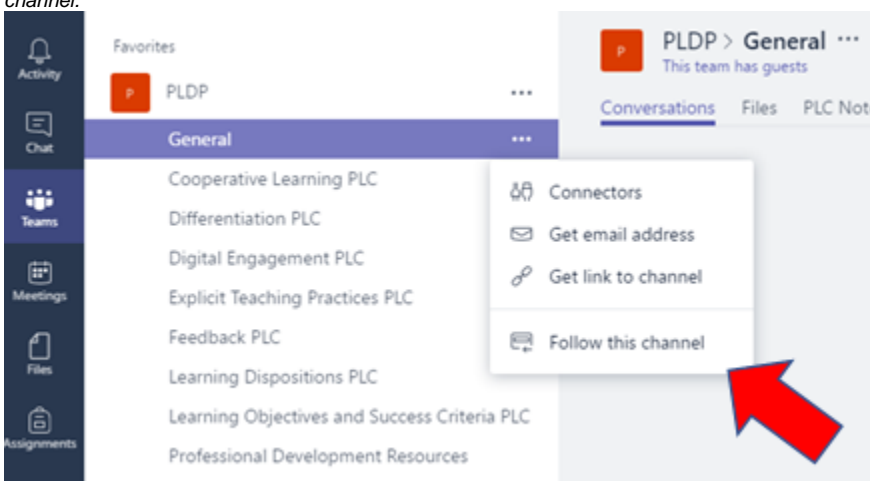 channel.
Activity
Chat
Teams
Meetings
Files
Assignments
Favorites
P PLDP ...
General ...
Cooperative Learning PLC
Differentiation PLC
Digital Engagement PLC
Explicit Teaching Practices PLC
Feedback PLC
Learning Dispositions PLC
Learning Objectives and Success Criteria PLC
Professional Development Resources
P PLDP > General ...
This team has guests
Conversations Files PLC Not
Connectors
Get email address
Get link to channel
Follow this channel